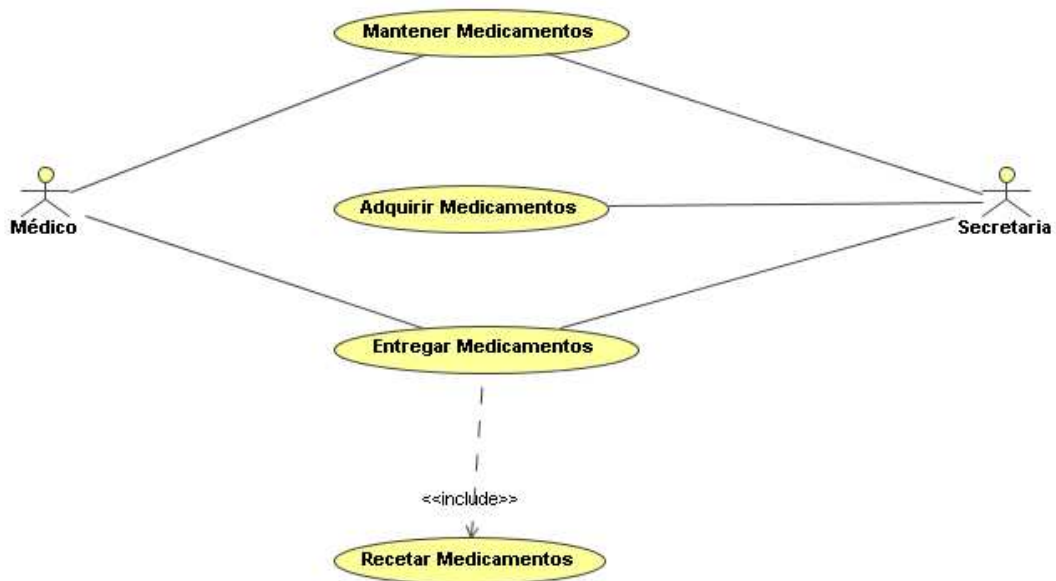 Mantener Medicamentos
Adquirir Medicamentos
Médico
Secretaria
Entregar Medicamentos
<<include>>
Recetar Medicamentos